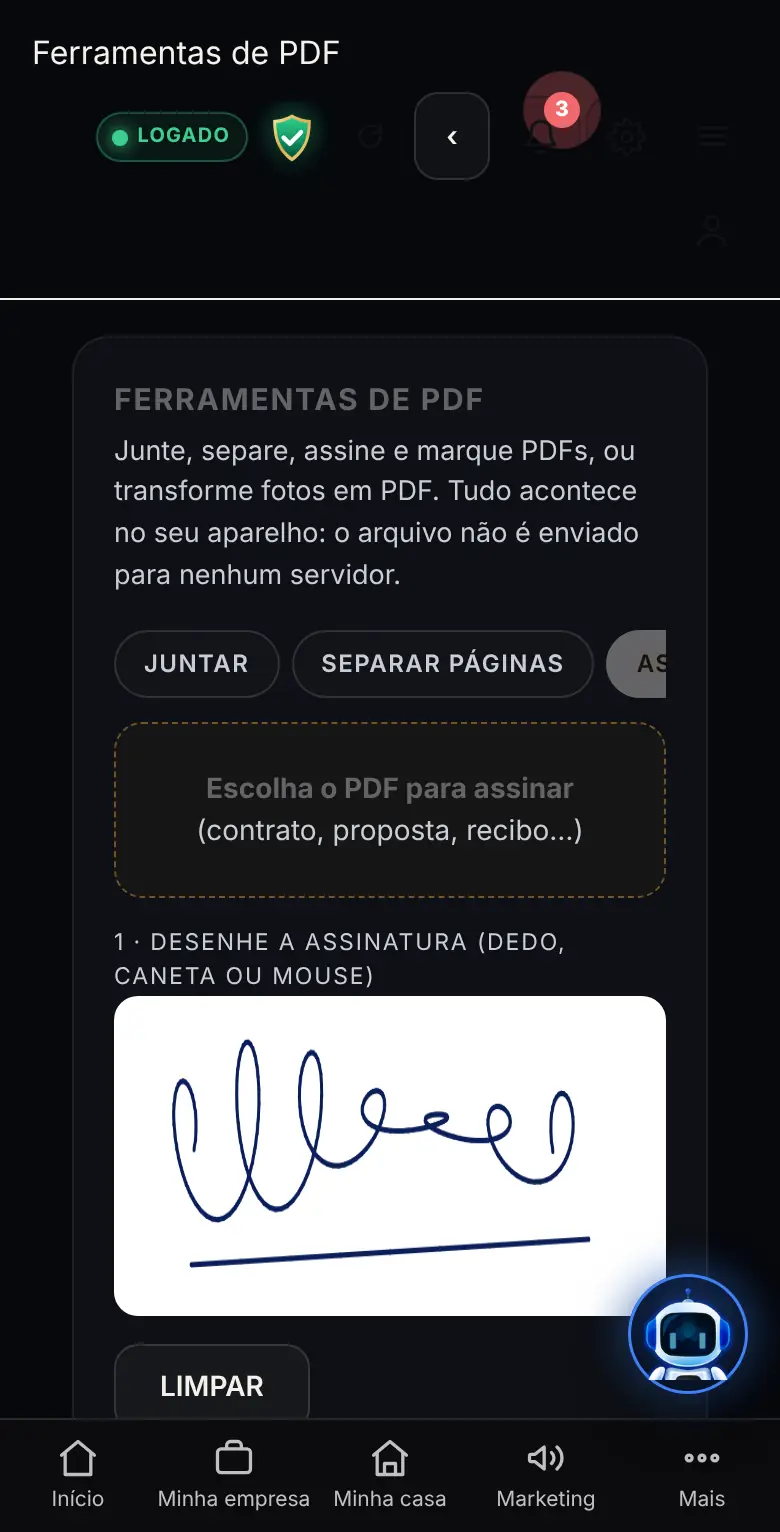 Ferramentas de PDF
LOGADO
‹
3
FERRAMENTAS DE PDF
Junte, separe, assine e marque PDFs, ou
transforme fotos em PDF. Tudo acontece
no seu aparelho: o arquivo não é enviado
para nenhum servidor.
JUNTAR SEPARAR PÁGINAS AS
Escolha o PDF para assinar
(contrato, proposta, recibo...)
1 · DESENHE A ASSINATURA (DEDO,
CANETA OU MOUSE)
LIMPAR
Início Minha empresa Minha casa Marketing Mais